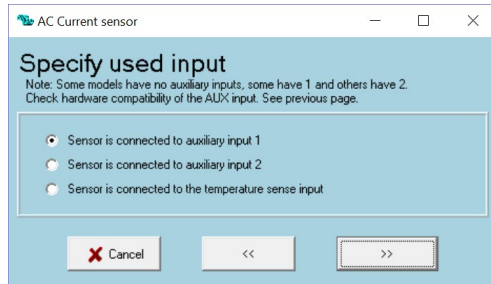 AC Current sensor
Specify used input
Note: Some models have no auxiliary inputs, some have 1 and others have 2.
Check hardware compatibility of the AUX input. See previous page.
Sensor is connected to auxiliary input 1
Sensor is connected to auxiliary input 2
Sensor is connected to the temperature sense input
Cancel
<<
>>